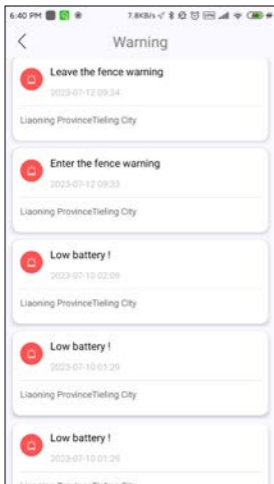 6:40 PM
7.8KB/s
Warning
Leave the fence warning
2023-07-12 09:34
Liaoning ProvinceTieling City
Enter the fence warning
2023-07-12 09:33
Liaoning ProvinceTieling City
Low battery !
2023-07-10 02:09
Liaoning ProvinceTieling City
Low battery !
2023-07-10 01:29
Liaoning ProvinceTieling City
Low battery !
2023-07-10 01:29